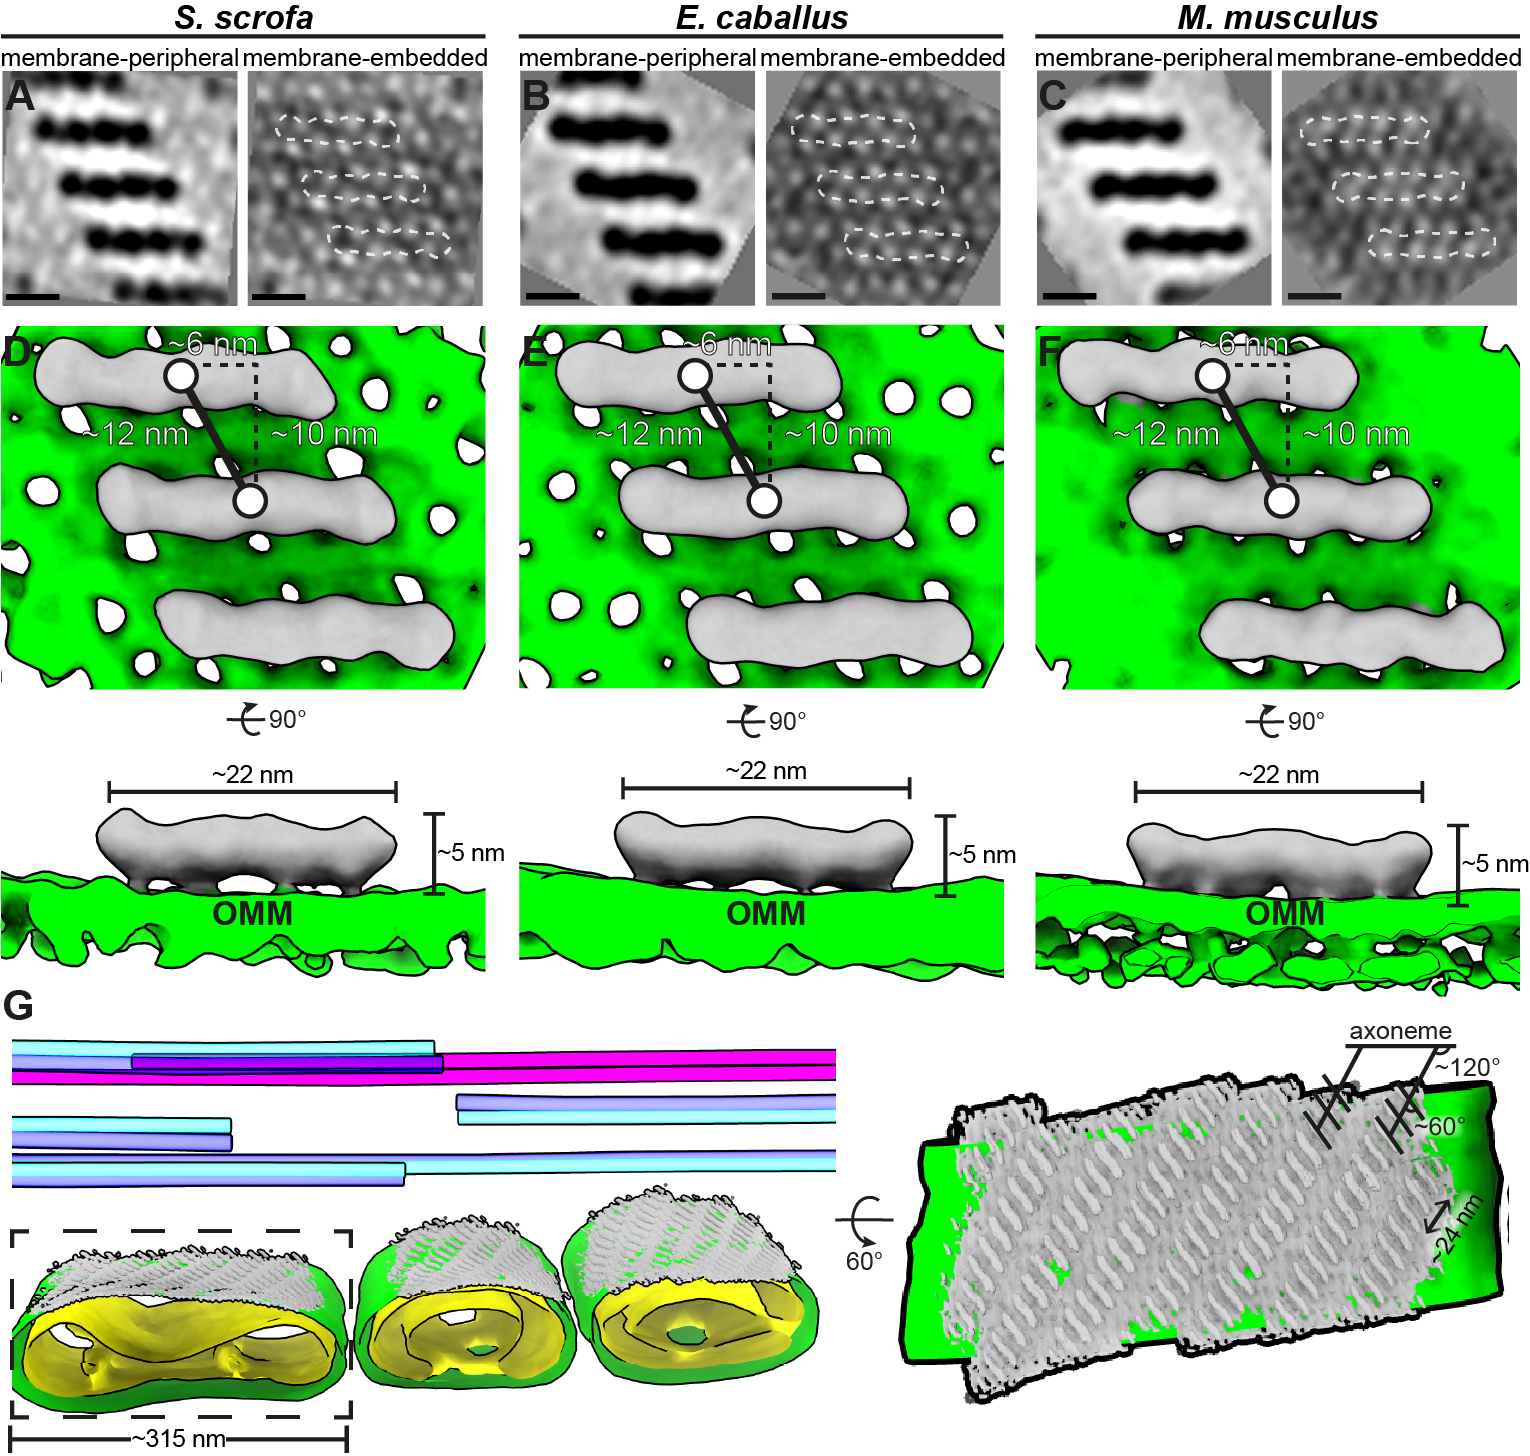 S. scrofa E. caballus M. musculus
membrane-peripheral membrane-embedded membrane-peripheral membrane-embedded membrane-peripheral membrane-embedded
A B C
D ~6 nm E ~6 nm F ~6 nm
~12 nm ~10 nm ~12 nm ~10 nm ~12 nm ~10 nm
90° 90° 90°
~22 nm ~22 nm ~22 nm
~5 nm ~5 nm ~5 nm
OMM OMM OMM
G
axoneme
~120°
~60°
~24 nm
60°
~315 nm